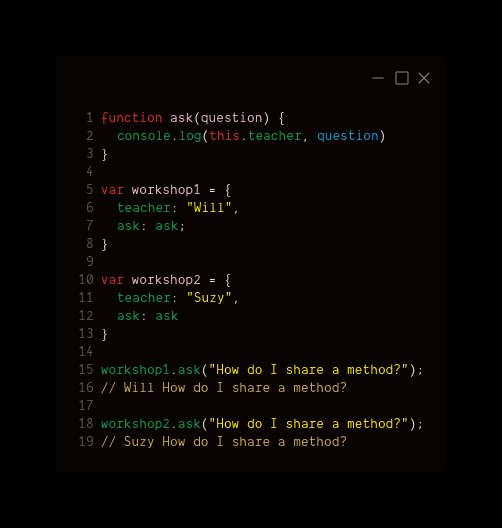 1 function ask(question) {
2   console.log(this.teacher, question)
3 }
4
5 var workshop1 = {
6   teacher: "Will",
7   ask: ask;
8 }
9
10 var workshop2 = {
11   teacher: "Suzy",
12   ask: ask
13 }
14
15 workshop1.ask("How do I share a method?");
16 // Will How do I share a method?
17
18 workshop2.ask("How do I share a method?");
19 // Suzy How do I share a method?